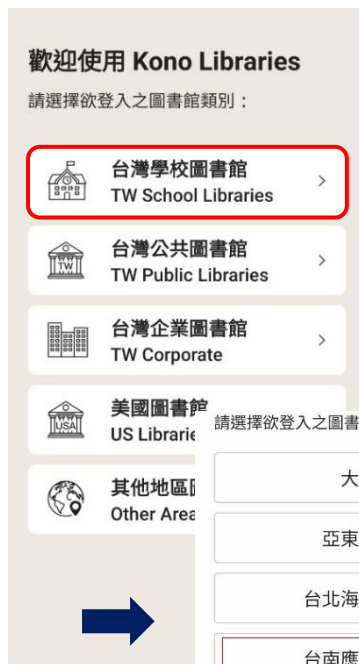 歡迎使用 Kono Libraries
請選擇欲登入之圖書館類別：
台灣學校圖書館
TW School Libraries
台灣公共圖書館
TW
TW Public Libraries
台灣企業圖書館
TW Corporate
美國圖書館
USA
US Librarie
其他地區
Other Area
請選擇欲登入之圖書
大
亞東
台北海
台南應